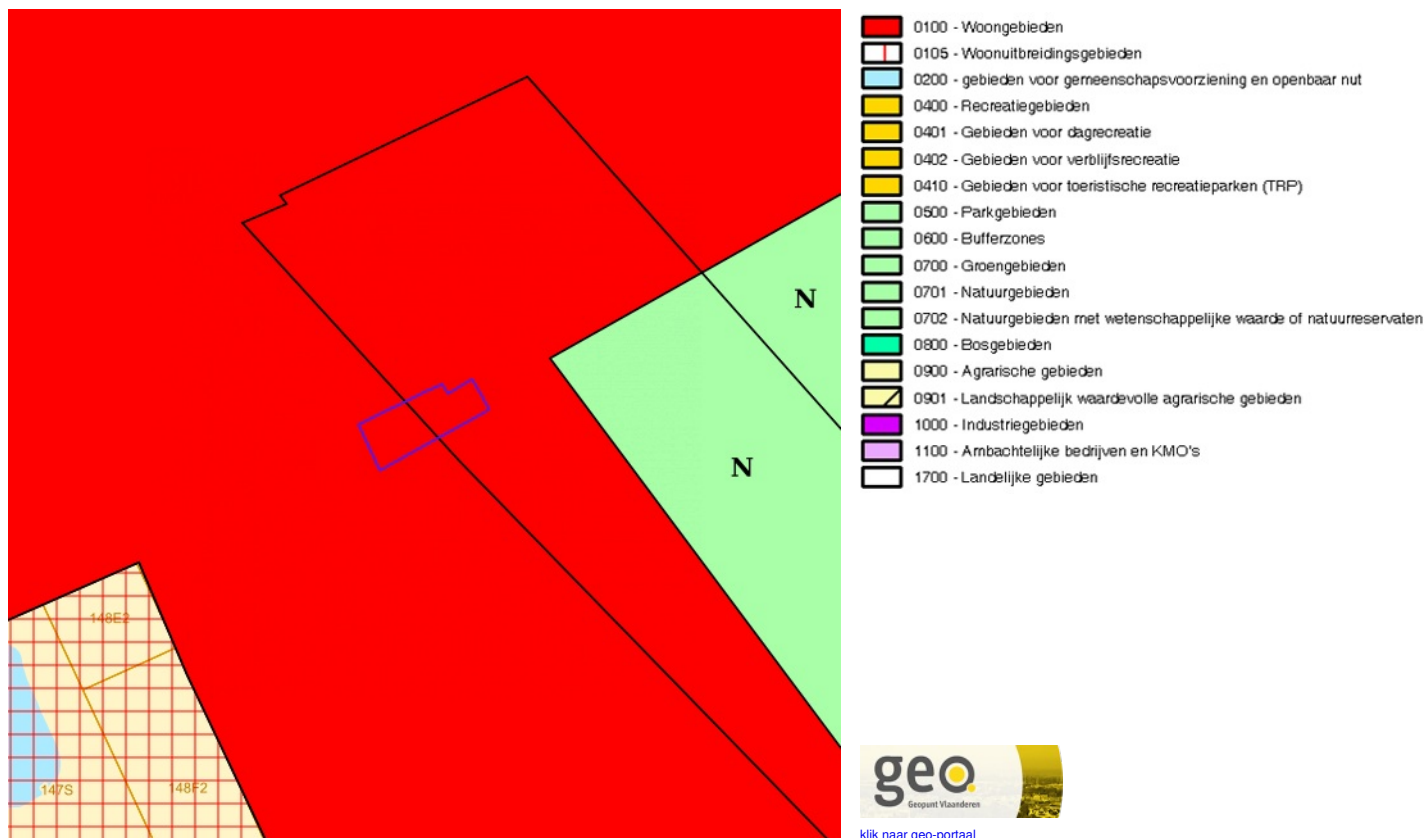 N
N
148E2
147S
148F2
0100 - Woongebieden
0105 - Woonuitbreidingsgebieden
0200 - gebieden voor gemeenschapsvoorziening en openbaar nut
0400 - Recreatiegebieden
0401 - Gebieden voor dagrecreatie
0402 - Gebieden voor verblijfsrecreatie
0410 - Gebieden voor toeristische recreatieparken (TRP)
0500 - Parkgebieden
0600 - Bufferzones
0700 - Groengebieden
0701 - Natuurgebieden
0702 - Natuurgebieden met wetenschappelijke waarde of natuurreservaten
0800 - Bosgebieden
0900 - Agrarische gebieden
0901 - Landschappelijk waardevolle agrarische gebieden
1000 - Industriegebieden
1100 - Ambachtelijke bedrijven en KMO's
1700 - Landelijke gebieden
geo.
Geopunt Vlaanderen
klik naar geo-portaal